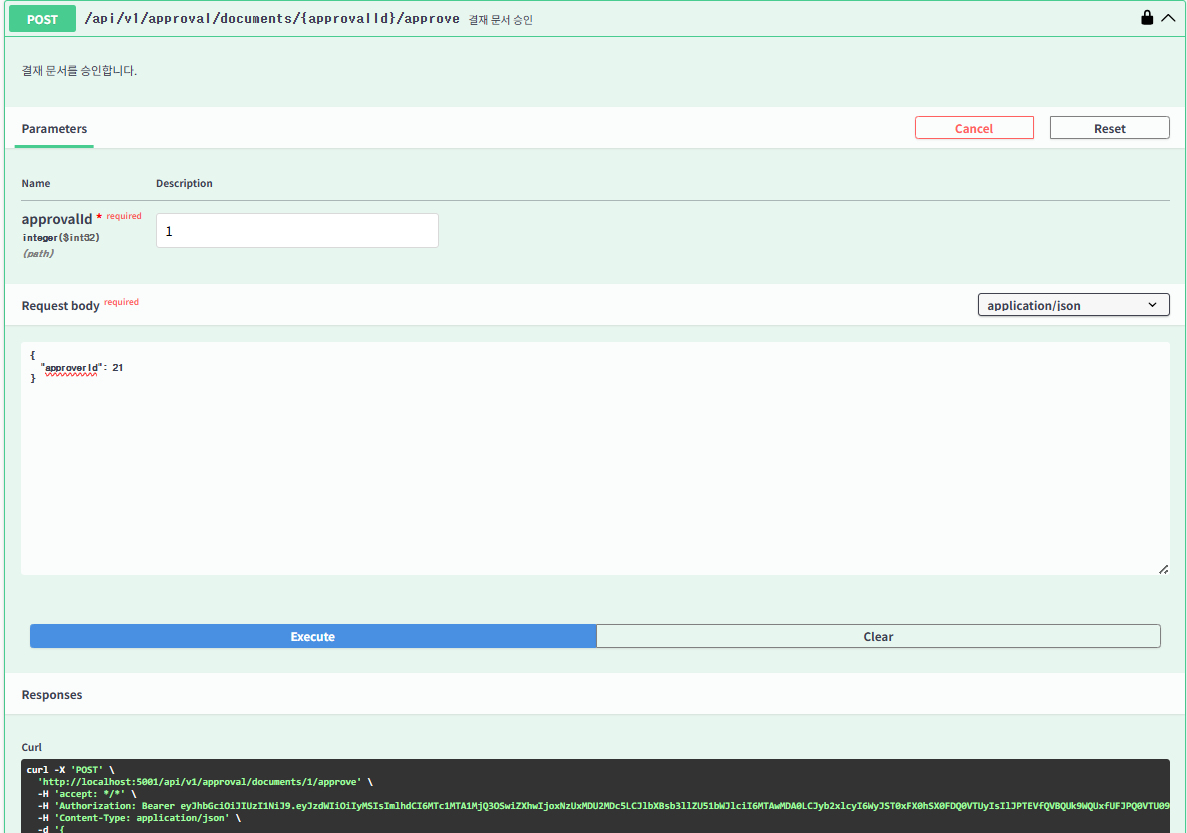 POST /api/v1/approval/documents/{approvalId}/approve 결재 문서 승인
결재 문서를 승인합니다.
Parameters
Cancel
Reset
Name
Description
approvalId * required
integer($int32)
(path)
1
Request body required
application/json
{
"approverId": 21
}
Execute
Clear
Responses
Curl
curl -X 'POST' \
'http://localhost:5001/api/v1/approval/documents/1/approve' \
-H 'accept: */*' \
-H 'Authorization: Bearer
-H 'Content-Type: application/json' \
-d '{